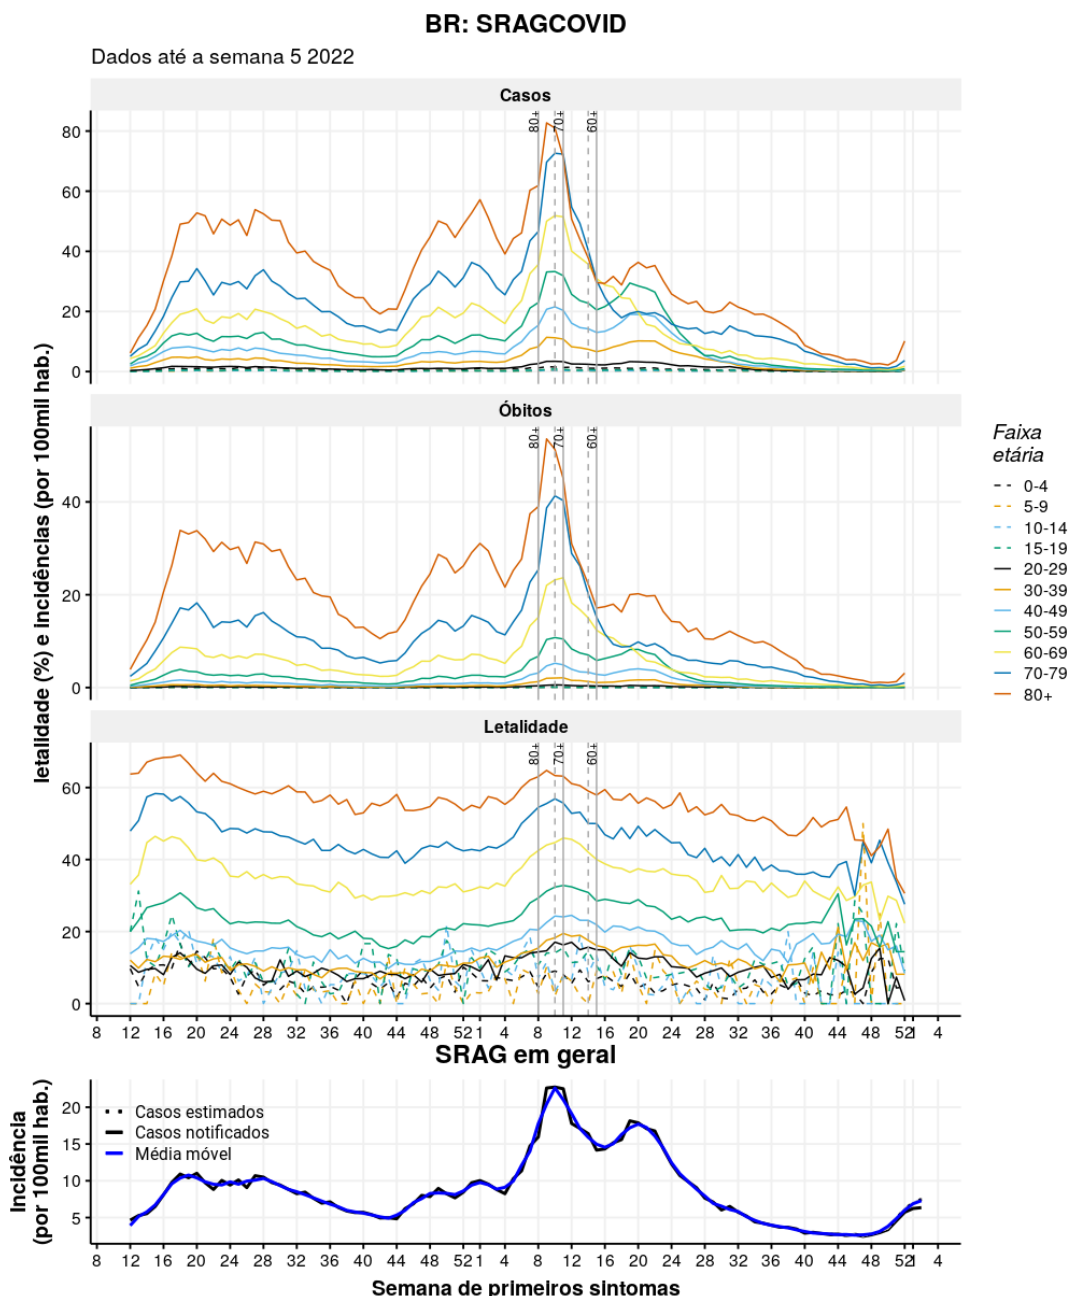 BR: SRAGCOVID
Dados até a semana 5 2022
letalidade (%) e incidências (por 100mil hab.)
Casos
80+ 70+ 60+
80
60
40
20
0
Óbitos
80+ 70+ 60+
40
20
0
Letalidade
80+ 70+ 60+
60
40
20
0
8 12 16 20 24 28 32 36 40 44 48 52 1 4 8 12 16 20 24 28 32 36 40 44 48 52 1 4
Faixa
etária
0-4
5-9
10-14
15-19
20-29
30-39
40-49
50-59
60-69
70-79
80+
SRAG em geral
Incidência
(por 100mil hab.)
20
15
10
5
Casos estimados
Casos notificados
Média móvel
8 12 16 20 24 28 32 36 40 44 48 52 1 4 8 12 16 20 24 28 32 36 40 44 48 52 1 4
Semana de primeiros sintomas